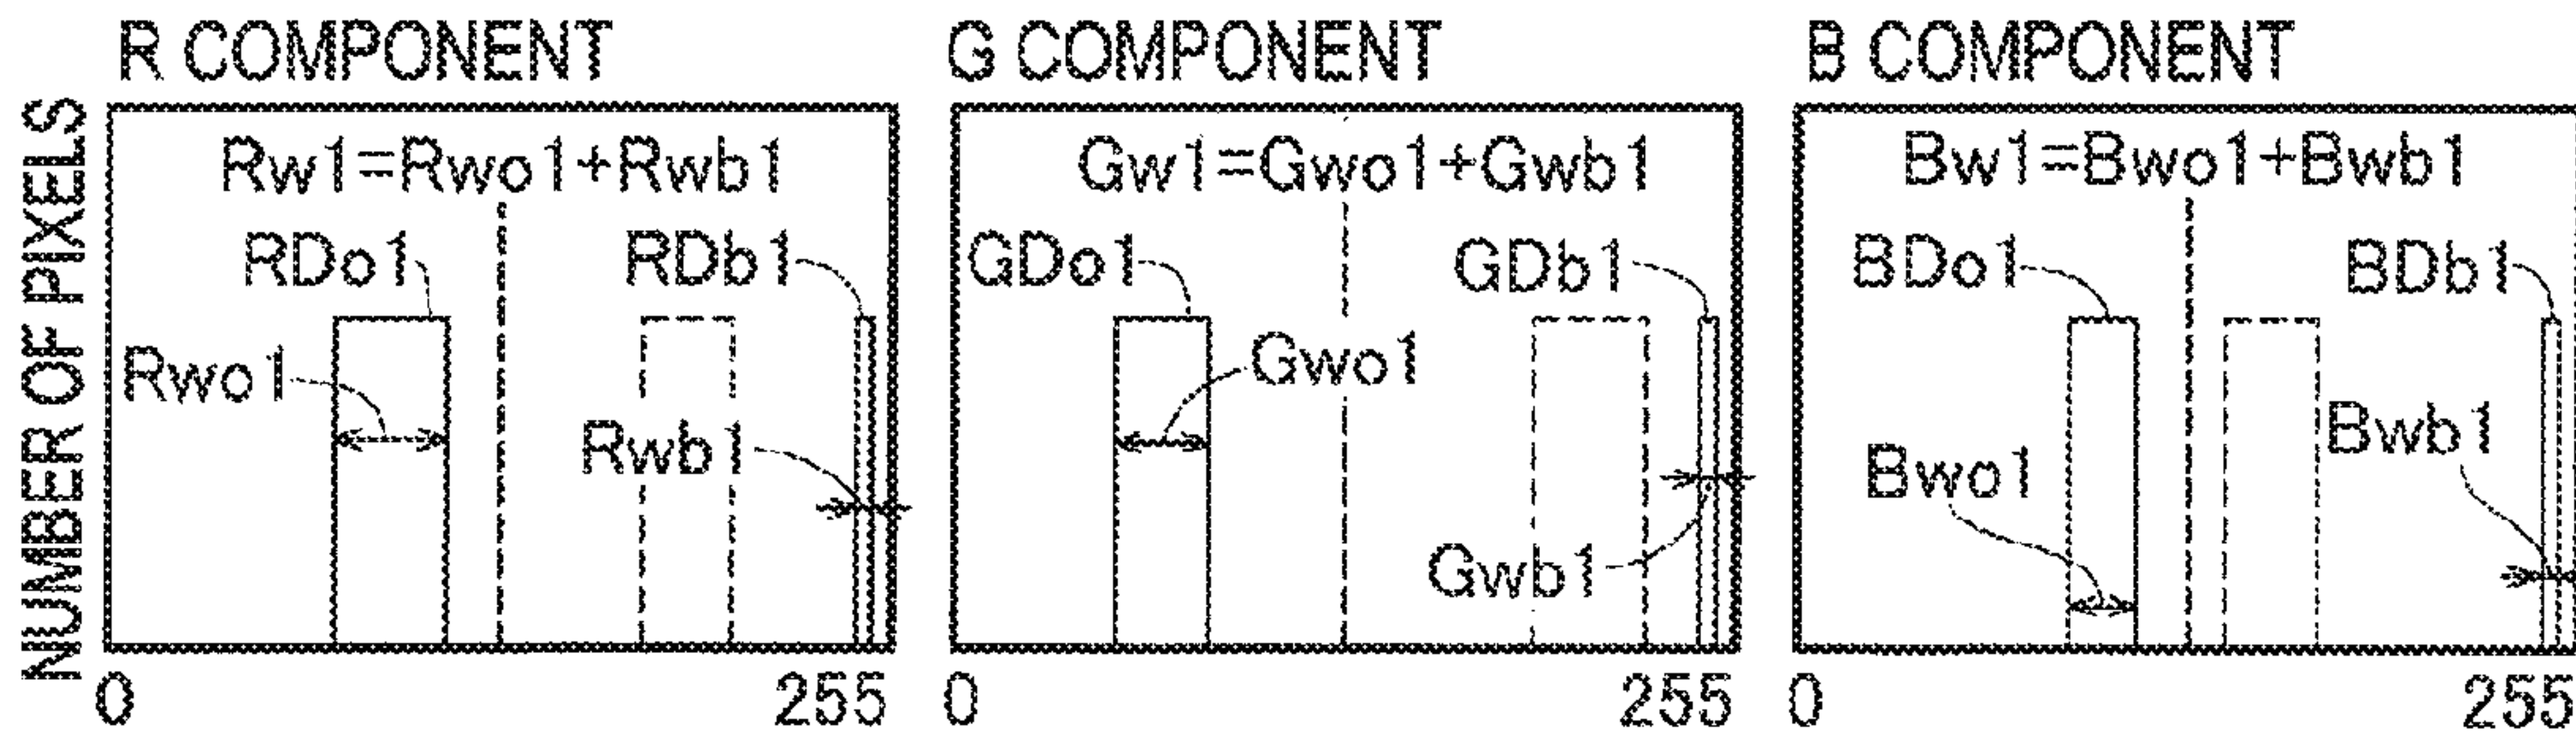 R COMPONENT
G COMPONENT
B COMPONENT
NUMBER OF PIXELS
Rw1=Rwo1+Rwb1
RDo1
RDb1
Rwo1
Rwb1
0
255
Gw1=Gwo1+Gwb1
GDo1
GDb1
Gwo1
Gwb1
0
255
Bw1=Bwo1+Bwb1
BDo1
BDb1
Bwb1
Bwo1
0
255